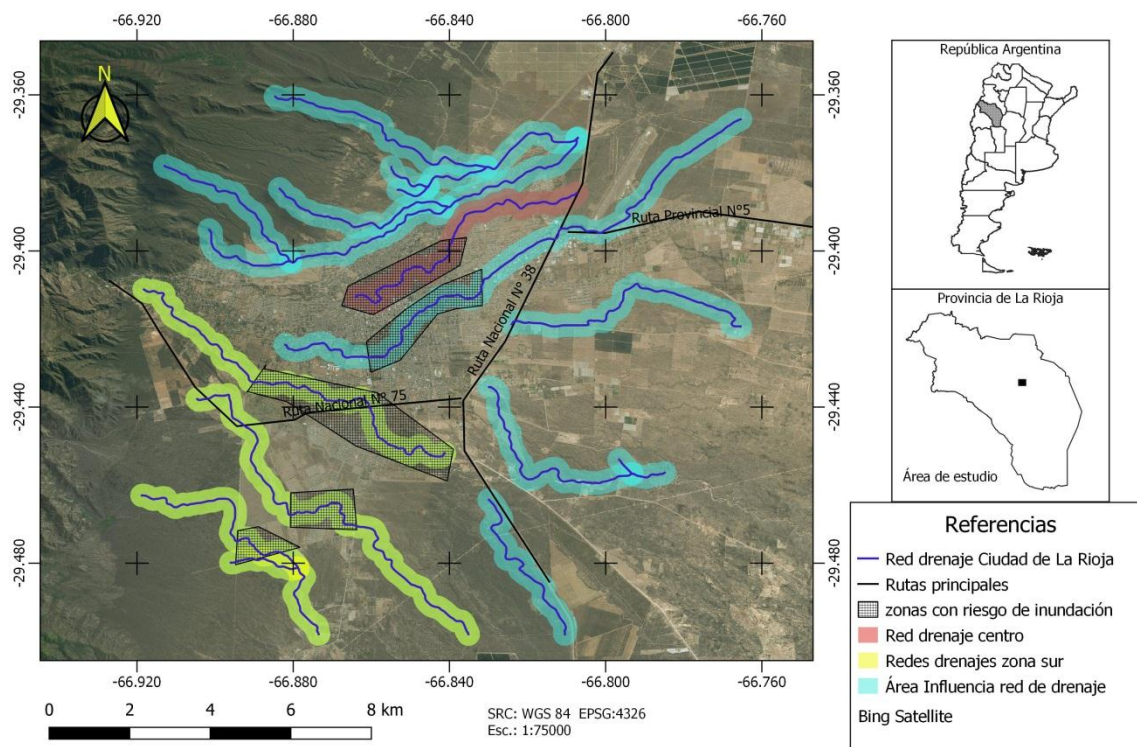 -66.920 -66.880 -66.840 -66.800 -66.760
-29.360 -29.360
-29.400 -29.400
-29.440 -29.440
-29.480 -29.480
N
Ruta Provincial N°5
Ruta Nacional N° 38
Ruta Nacional N° 75
-66.920 -66.880 -66.840 -66.800 -66.760
0 2 4 6 8 km
SRC: WGS 84 EPSG:4326
Esc.: 1:75000
República Argentina
Provincia de La Rioja
Área de estudio
Referencias
Red drenaje Ciudad de La Rioja
Rutas principales
zonas con riesgo de inundación
Red drenaje centro
Redes drenajes zona sur
Área Influencia red de drenaje
Bing Satellite